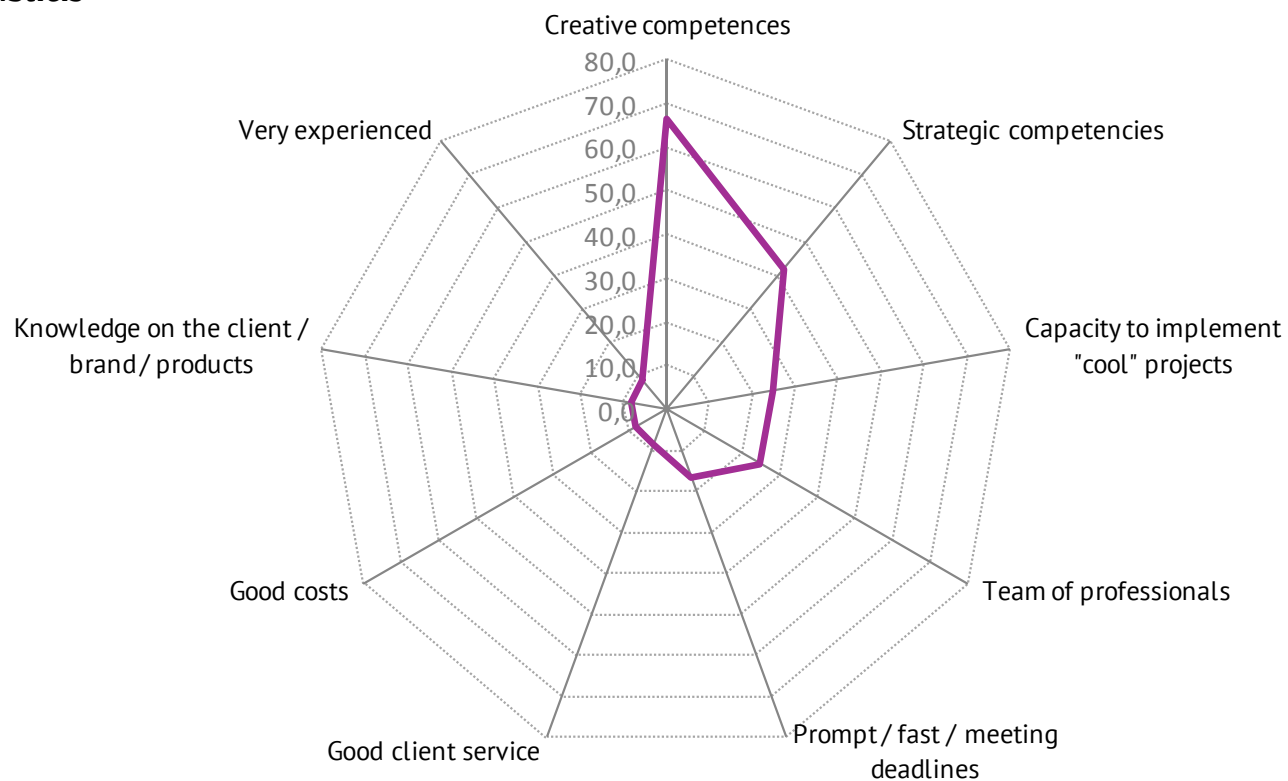 Creative competences
80,0
70,0
60,0
50,0
40,0
30,0
20,0
10,0
0,0
Very experienced
Strategic competencies
Knowledge on the client /
brand / products
Capacity to implement
"cool" projects
Good costs
Team of professionals
Good client service
Prompt / fast / meeting
deadlines